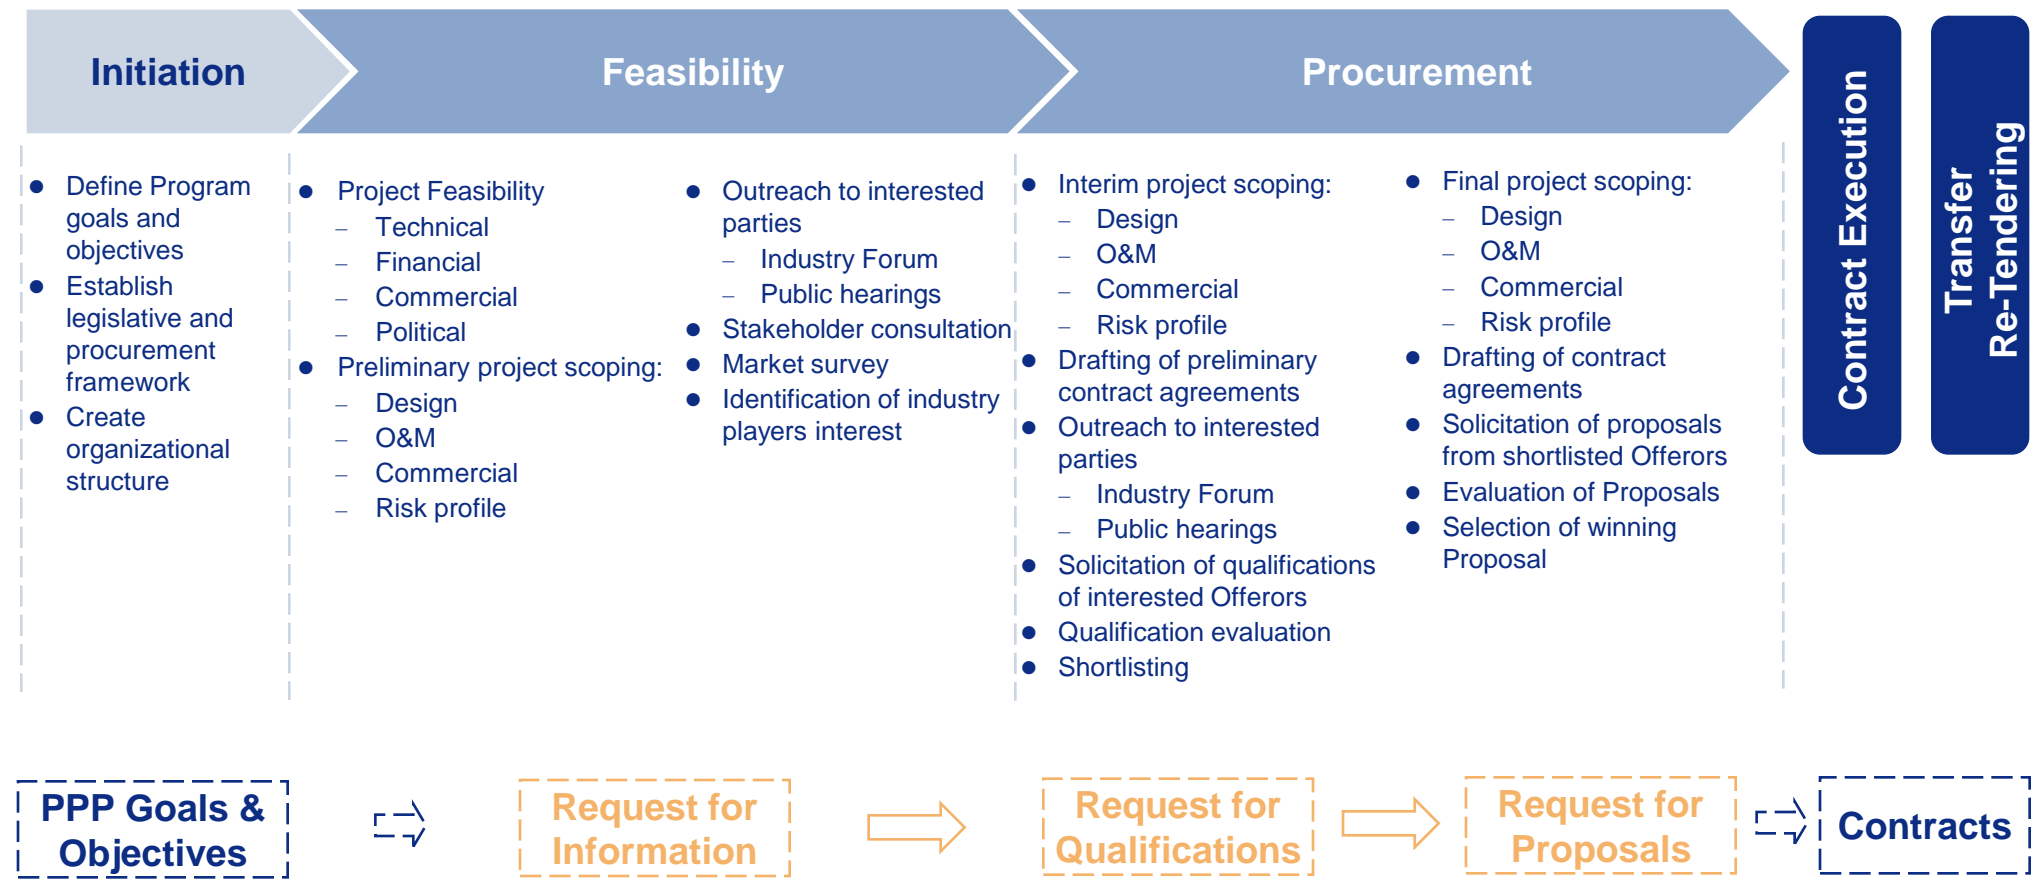 Initiation
Feasibility
Procurement
Contract Execution
Transfer
Re-Tendering
● Define Program
goals and
objectives
● Establish
legislative and
procurement
framework
● Create
organizational
structure
● Project Feasibility
– Technical
– Financial
– Commercial
– Political
● Preliminary project scoping:
– Design
– O&M
– Commercial
– Risk profile
● Outreach to interested
parties
– Industry Forum
– Public hearings
● Stakeholder consultation
● Market survey
● Identification of industry
players interest
● Interim project scoping:
– Design
– O&M
– Commercial
– Risk profile
● Drafting of preliminary
contract agreements
● Outreach to interested
parties
– Industry Forum
– Public hearings
● Solicitation of qualifications
of interested Offerors
● Qualification evaluation
● Shortlisting
● Final project scoping:
– Design
– O&M
– Commercial
– Risk profile
● Drafting of contract
agreements
● Solicitation of proposals
from shortlisted Offerors
● Evaluation of Proposals
● Selection of winning
Proposal
PPP Goals &
Objectives
Request for
Information
Request for
Qualifications
Request for
Proposals
Contracts